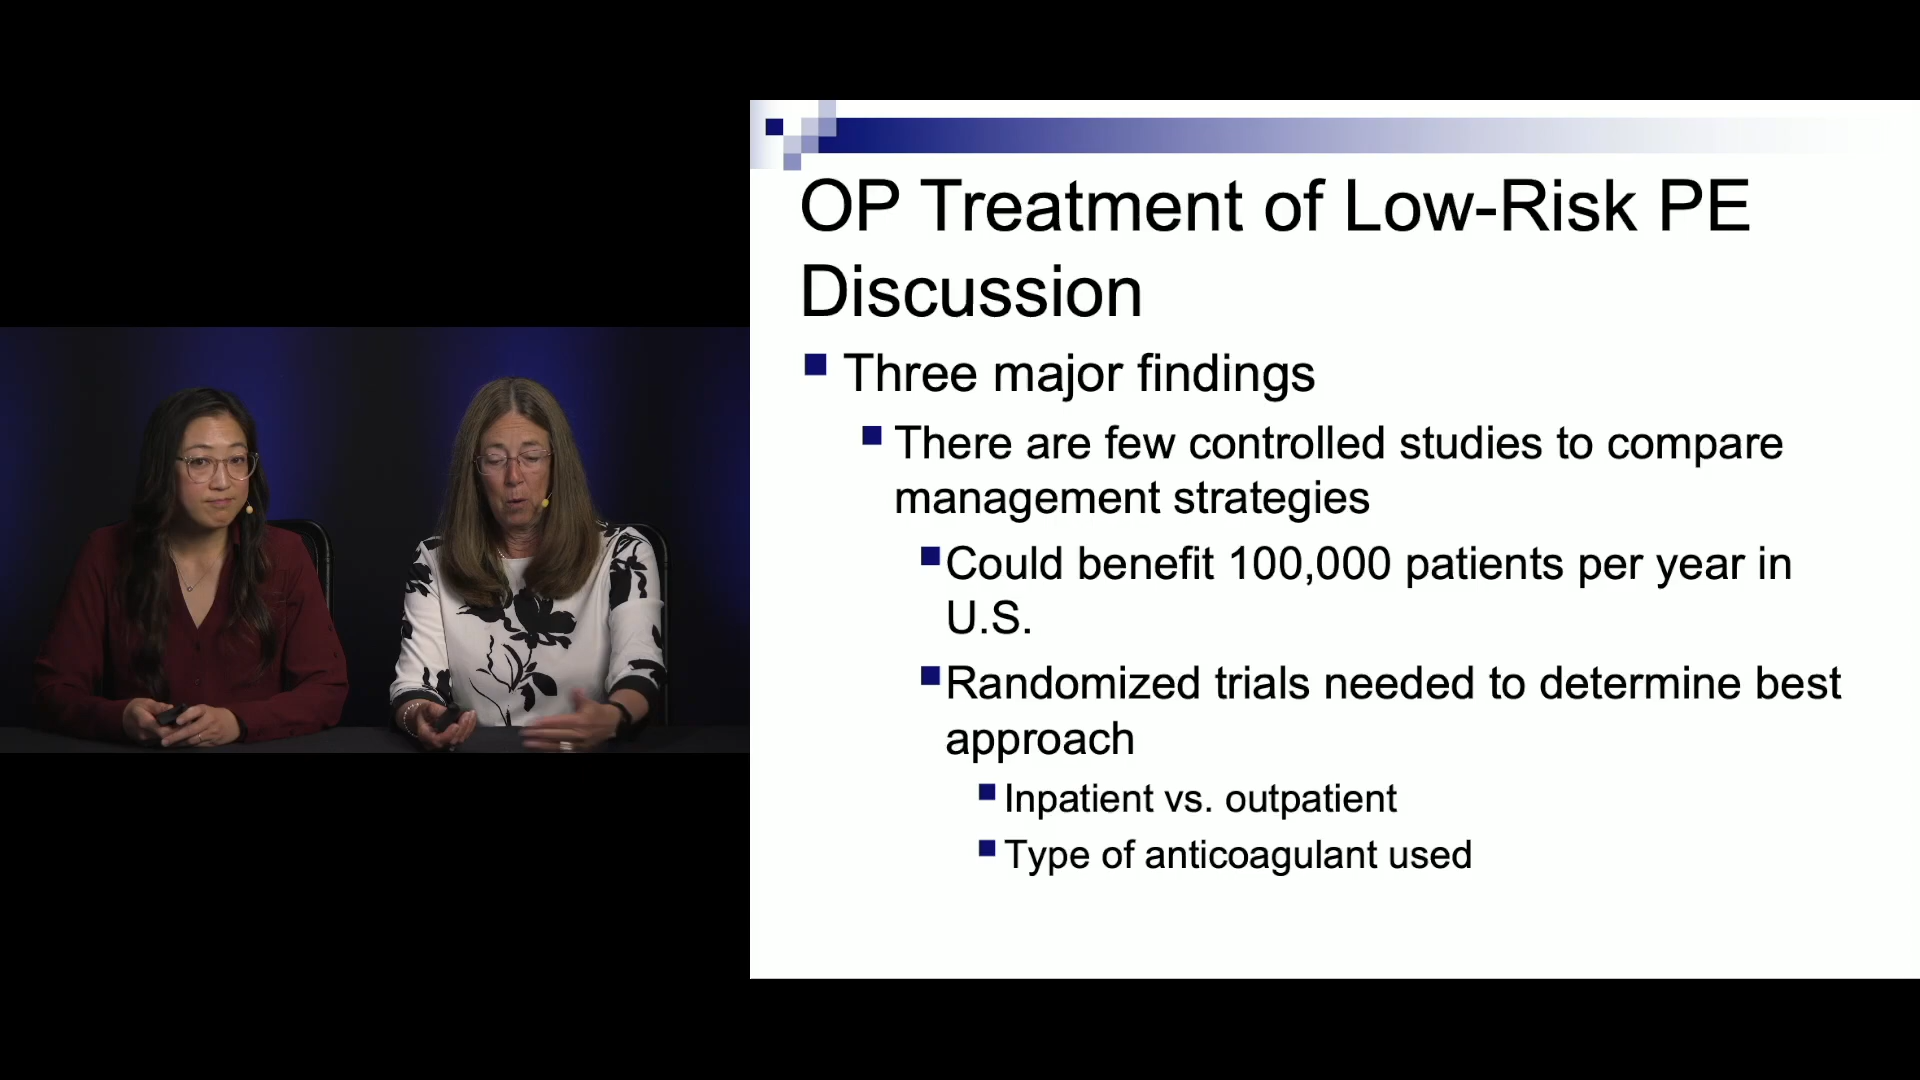 OP Treatment of Low-Risk PE
Discussion
Three major findings
There are few controlled studies to compare
management strategies
Could benefit 100,000 patients per year in
U.S.
Randomized trials needed to determine best
approach
Inpatient vs. outpatient
Type of anticoagulant used